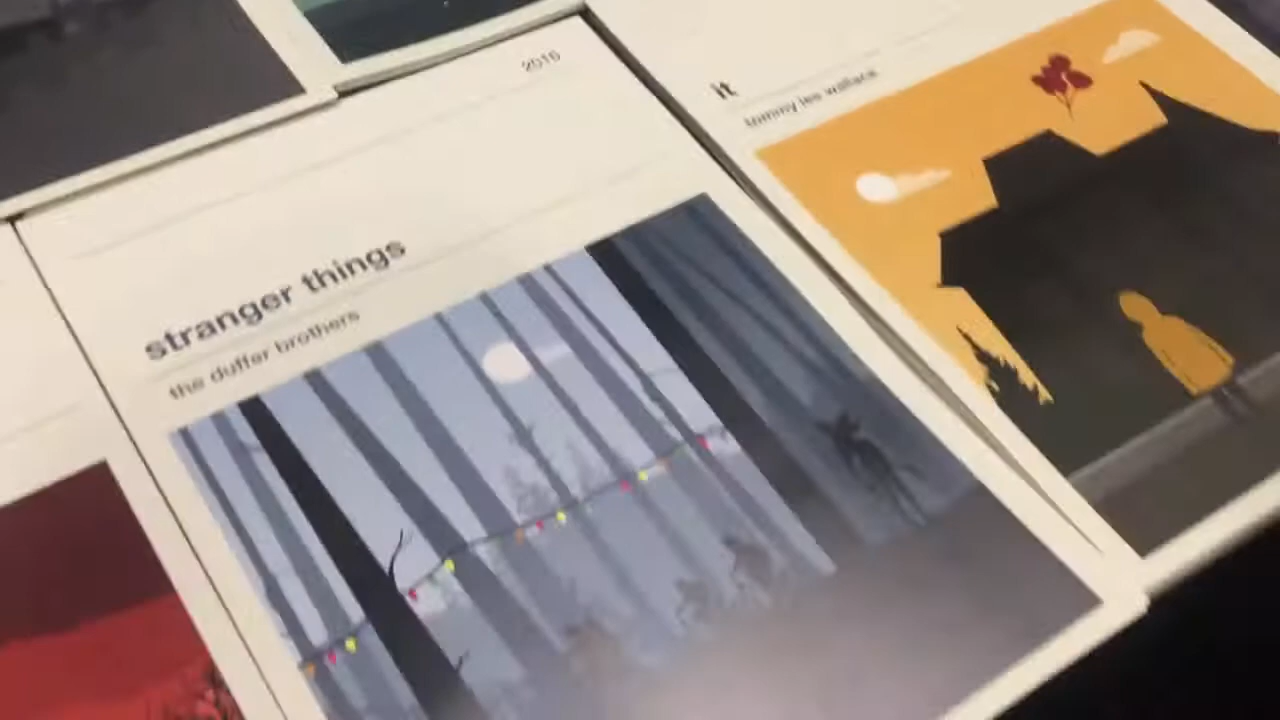 2016
stranger things
the duffer brothers
it
tommy lee wallace